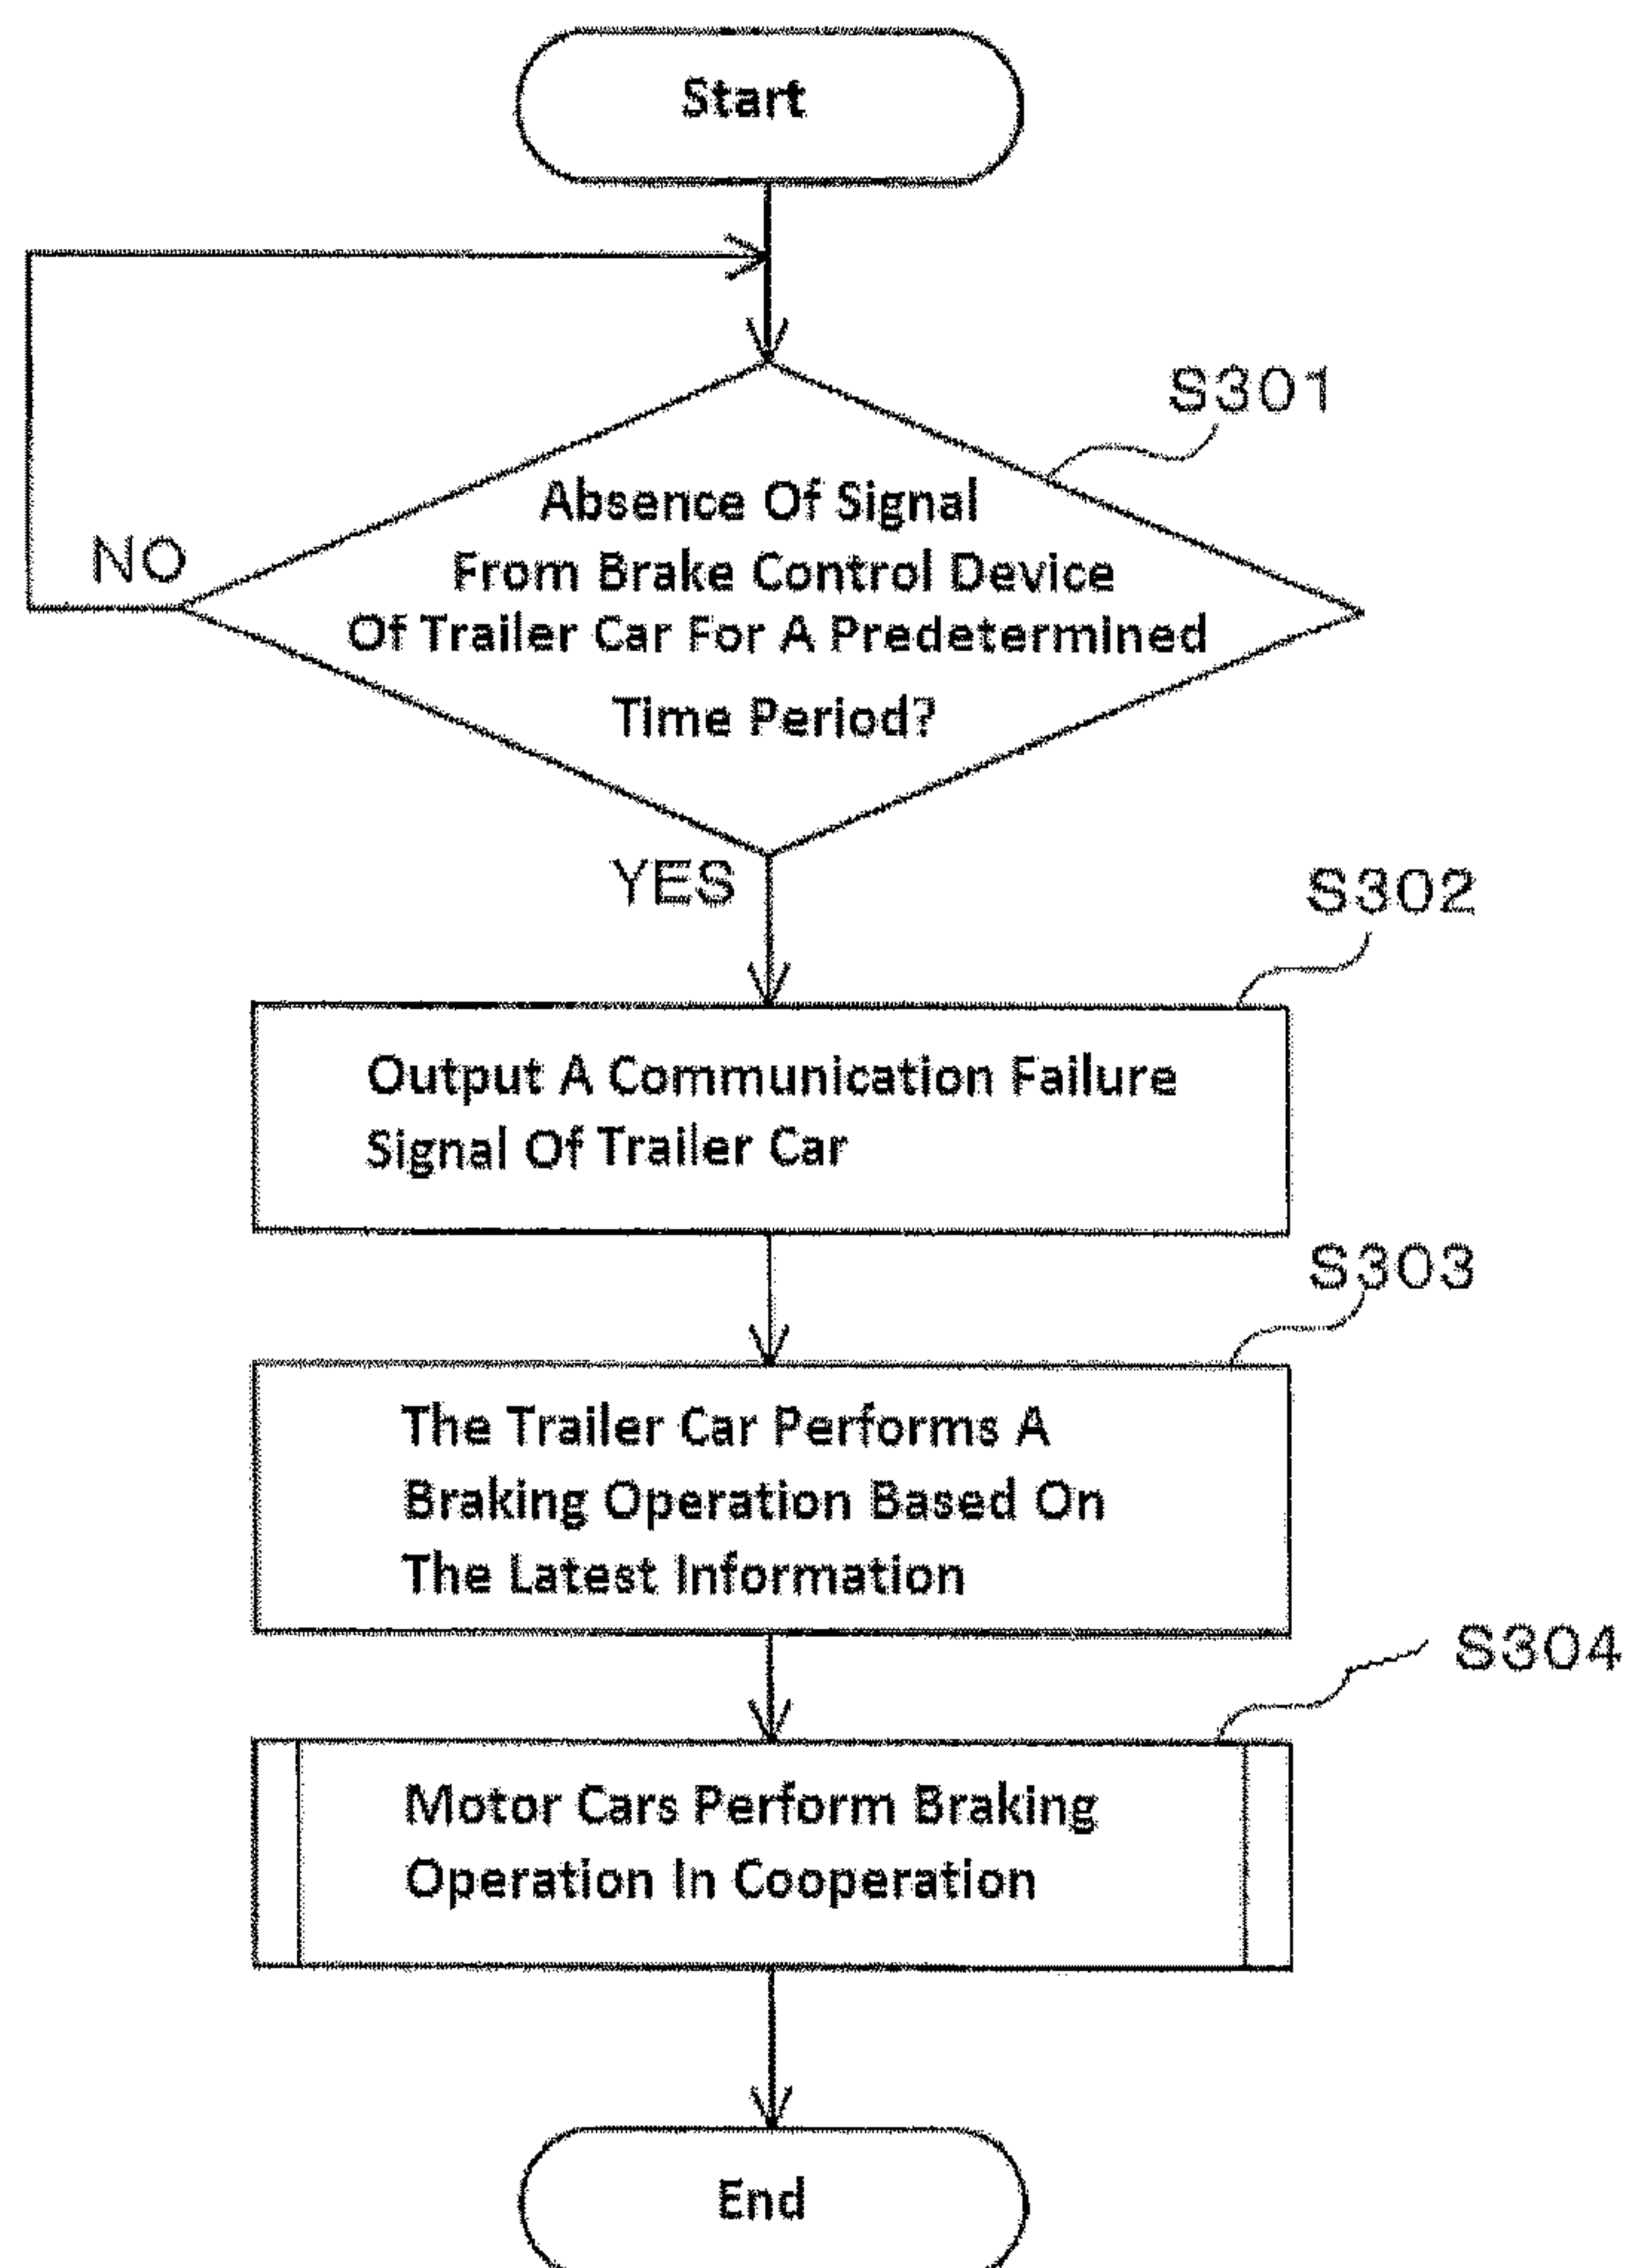 Start
S301
Absence Of Signal
From Brake Control Device
Of Trailer Car For A Predetermined
Time Period?
NO
YES
S302
Output A Communication Failure
Signal Of Trailer Car
S303
The Trailer Car Performs A
Braking Operation Based On
The Latest Information
S304
Motor Cars Perform Braking
Operation In Cooperation
End